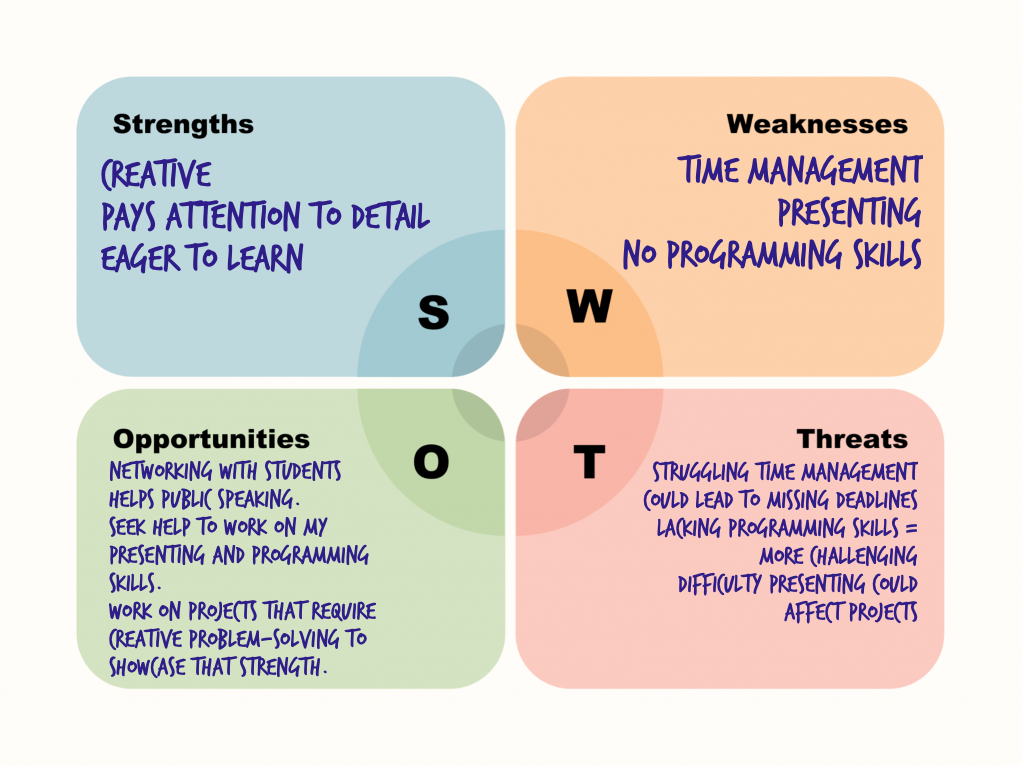 Strengths
CREATIVE
PAYS ATTENTION TO DETAIL
EAGER TO LEARN
S
Weaknesses
TIME MANAGEMENT
PRESENTING
NO PROGRAMMING SKILLS
W
Opportunities
NETWORKING WITH STUDENTS
HELPS PUBLIC SPEAKING.
SEEK HELP TO WORK ON MY
PRESENTING AND PROGRAMMING
SKILLS.
WORK ON PROJECTS THAT REQUIRE
CREATIVE PROBLEM-SOLVING TO
SHOWCASE THAT STRENGTH.
O
Threats
STRUGGLING TIME MANAGEMENT
COULD LEAD TO MISSING DEADLINES
LACKING PROGRAMMING SKILLS =
MORE CHALLENGING
DIFFICULTY PRESENTING COULD
AFFECT PROJECTS
T